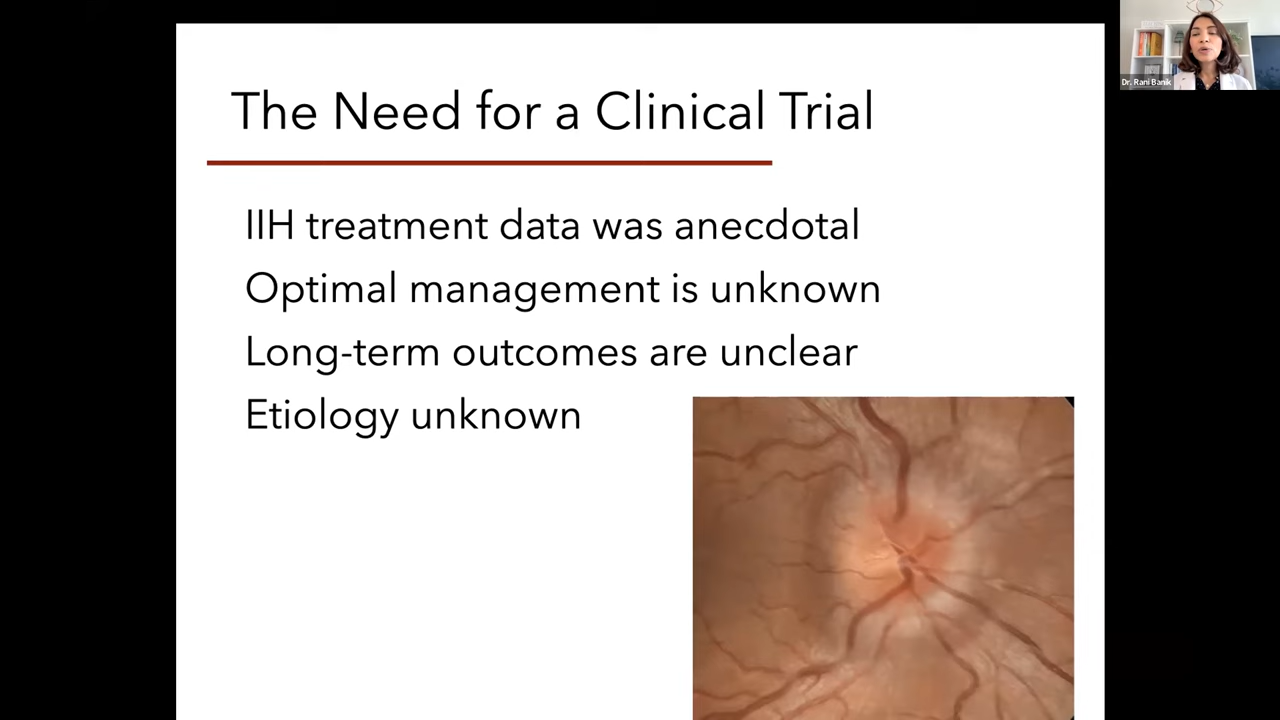 The Need for a Clinical Trial
IIH treatment data was anecdotal
Optimal management is unknown
Long-term outcomes are unclear
Etiology unknown
Dr. Rani Banik